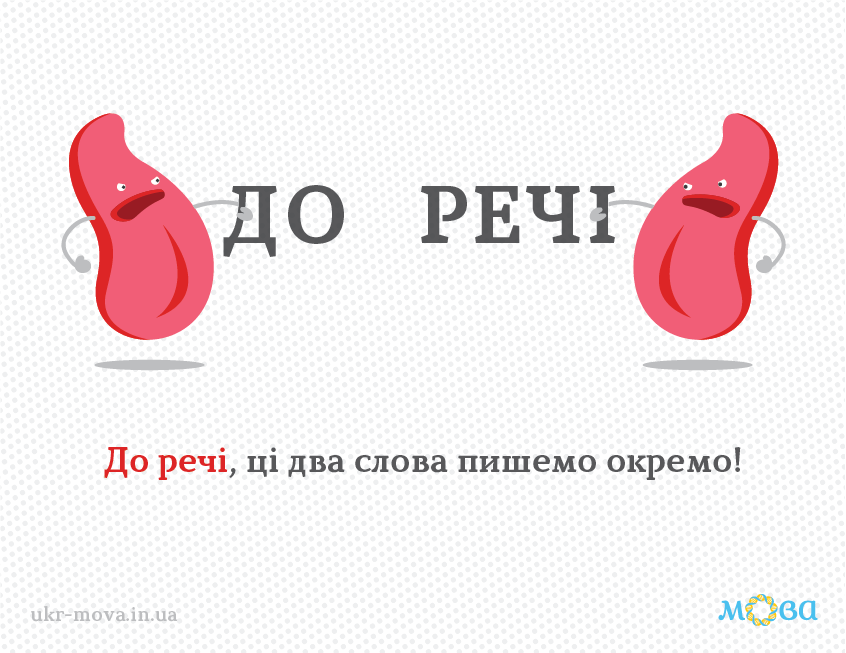 ДО РЕЧІ
До речі, ці два слова пишемо окремо!
ukr-mova.in.ua
мова